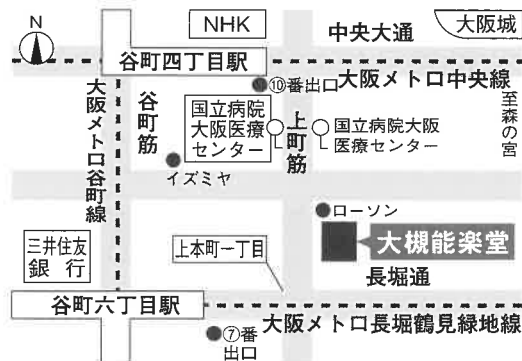 N
NHK
中央大通
大阪城
谷町四丁目駅
⑩番出口
大阪メトロ中央線
至森の宮
大阪メトロ谷町線
谷町筋
国立病院
大阪医療
センター
上町筋
国立病院大阪
医療センター
イズミヤ
ローソン
大槻能楽堂
三井住友
銀行
上本町一丁目
長堀通
谷町六丁目駅
大阪メトロ長堀鶴見緑地線
⑦番
出口